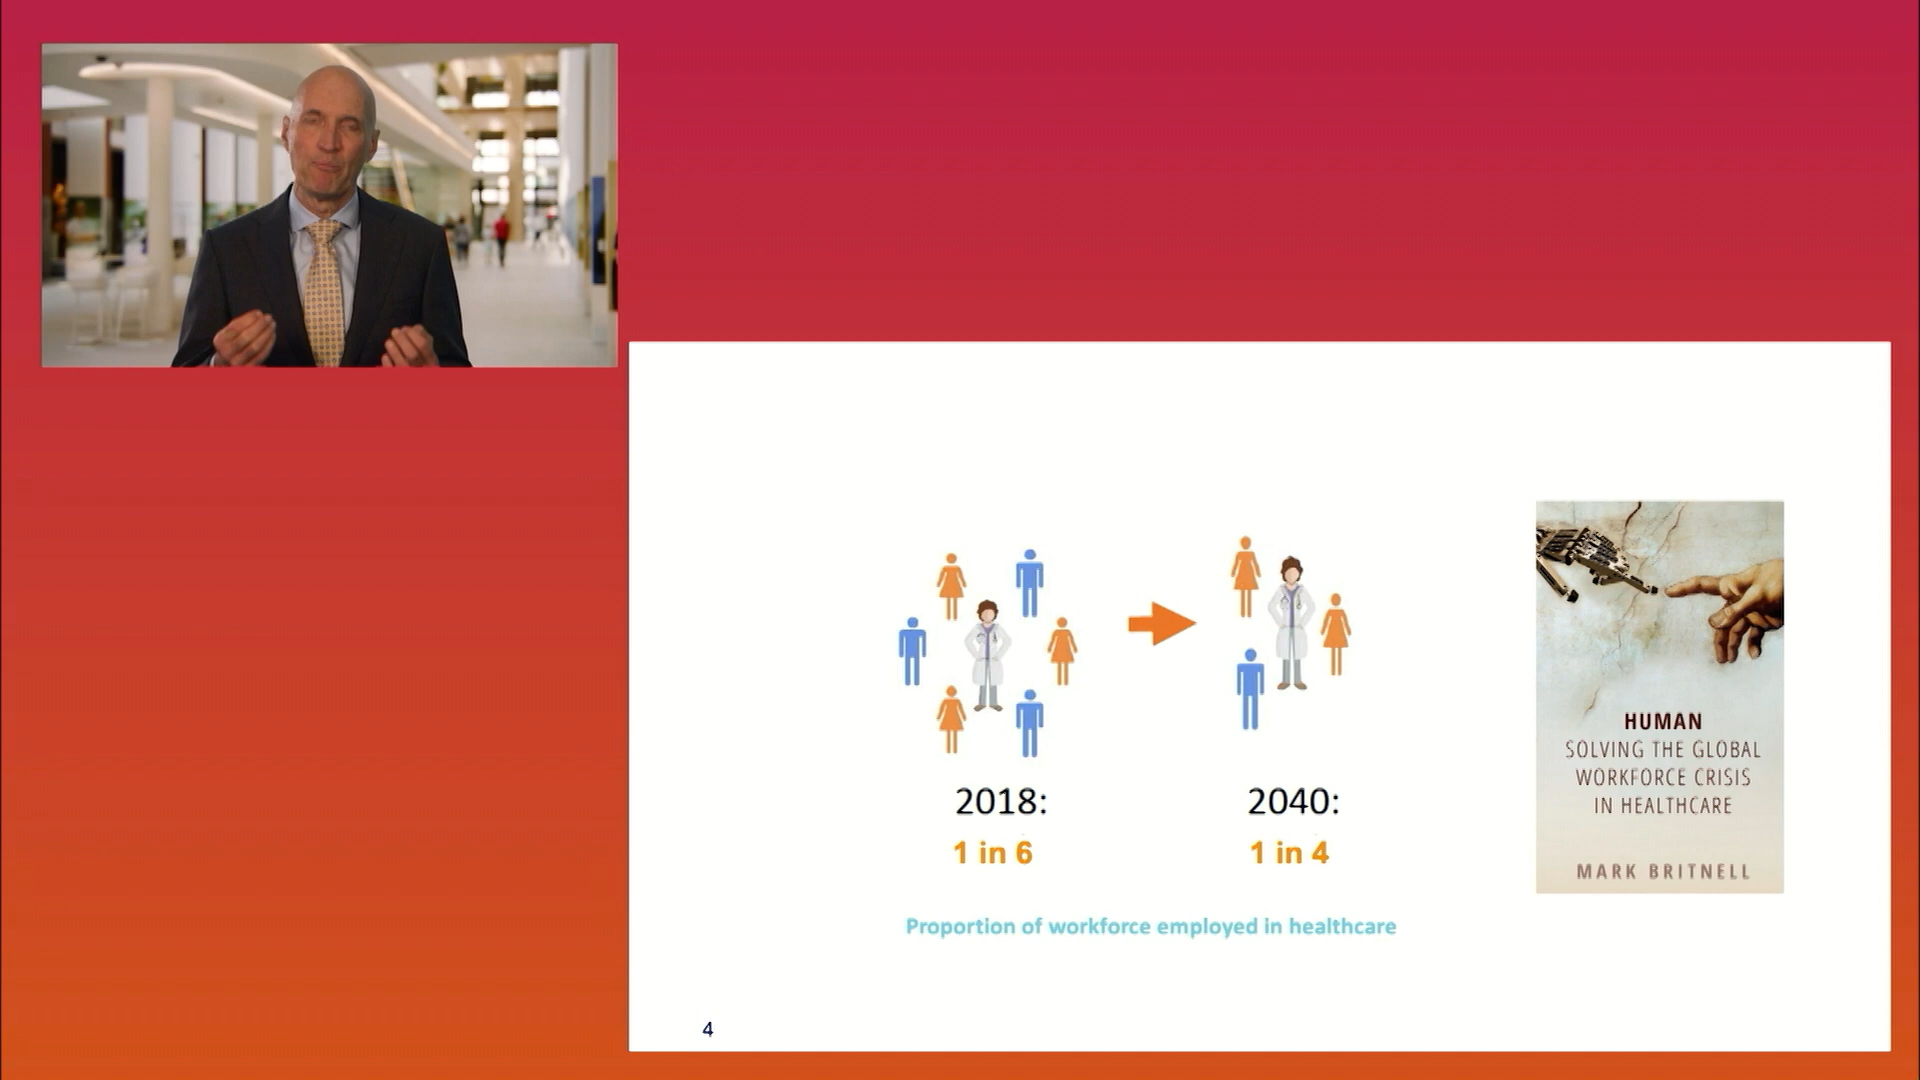 2018:
1 in 6
2040:
1 in 4
Proportion of workforce employed in healthcare
HUMAN
SOLVING THE GLOBAL
WORKFORCE CRISIS
IN HEALTHCARE
MARK BRITNELL
4